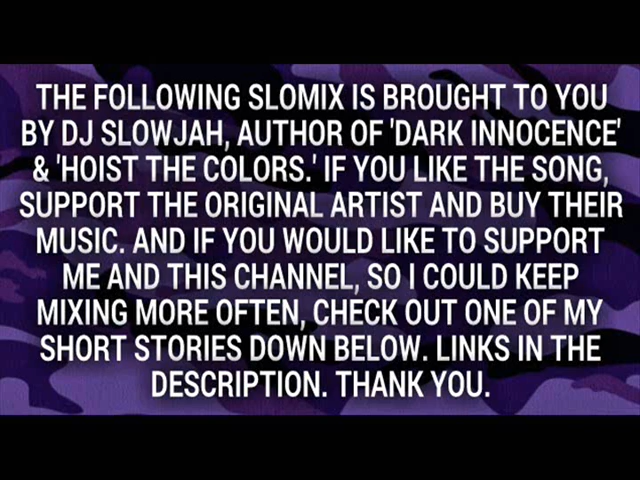 THE FOLLOWING SLOMIX IS BROUGHT TO YOU
BY DJ SLOWJAH, AUTHOR OF 'DARK INNOCENCE'
& 'HOIST THE COLORS.' IF YOU LIKE THE SONG,
SUPPORT THE ORIGINAL ARTIST AND BUY THEIR
MUSIC. AND IF YOU WOULD LIKE TO SUPPORT
ME AND THIS CHANNEL, SO I COULD KEEP
MIXING MORE OFTEN, CHECK OUT ONE OF MY
SHORT STORIES DOWN BELOW. LINKS IN THE
DESCRIPTION. THANK YOU.